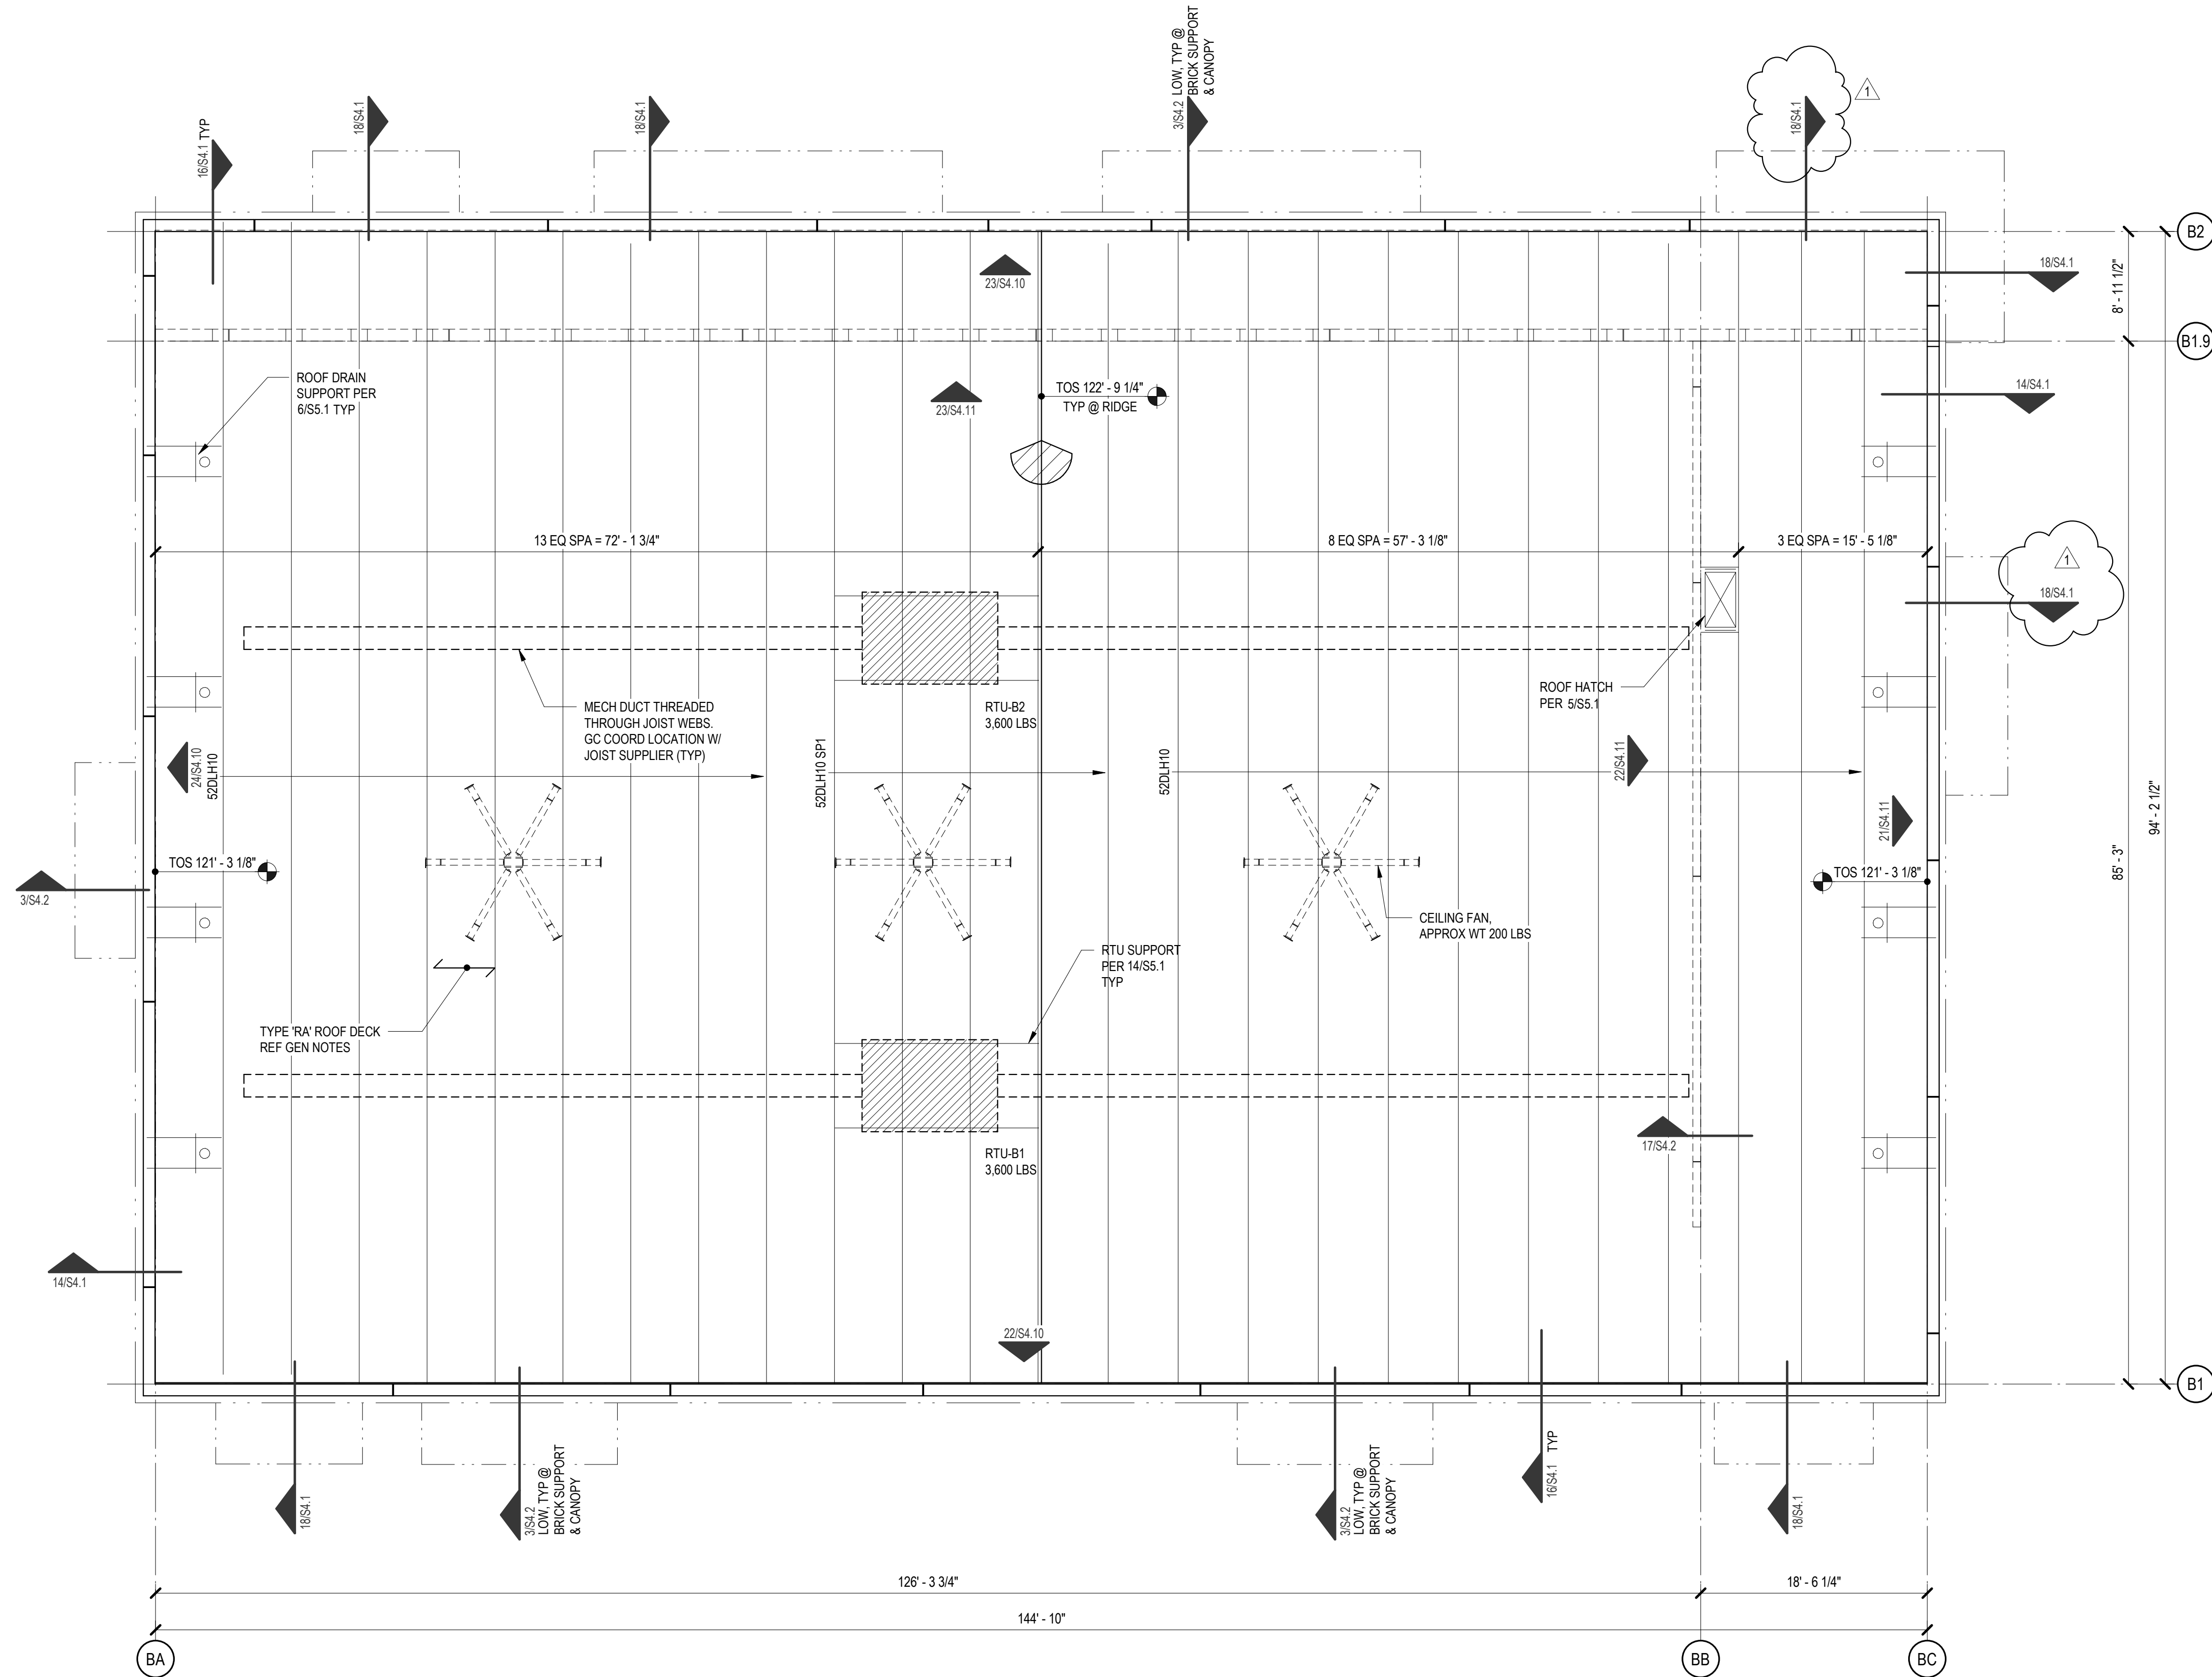 LOW, TYP @
BRICK SUPPORT
& CANOPY
3/S4.2
18/S4.1
18/S4.1
18/S4.1
1
16/S4.1 TYP
B2
18/S4.1
8' - 11 1/2"
23/S4.10
B1.9
ROOF DRAIN
SUPPORT PER
6/S5.1 TYP
23/S4.11
TOS 122' - 9 1/4"
TYP @ RIDGE
14/S4.1
13 EQ SPA = 72' - 1 3/4"
8 EQ SPA = 57' - 3 1/8"
3 EQ SPA = 15' - 5 1/8"
1
18/S4.1
MECH DUCT THREADED
THROUGH JOIST WEBS.
GC COORD LOCATION W/
JOIST SUPPLIER (TYP)
RTU-B2
3,600 LBS
ROOF HATCH
PER 5/S5.1
24/S4.10
52DLH10
52DLH10 SP1
52DLH10
22/S4.11
21/S4.11
94' - 2 1/2"
85' - 3"
TOS 121' - 3 1/8"
TOS 121' - 3 1/8"
3/S4.2
CEILING FAN,
APPROX WT 200 LBS
RTU SUPPORT
PER 14/S5.1
TYP
TYPE 'RA' ROOF DECK
REF GEN NOTES
17/S4.2
RTU-B1
3,600 LBS
14/S4.1
22/S4.10
B1
18/S4.1
3/S4.2
LOW, TYP @
BRICK SUPPORT
& CANOPY
3/S4.2
LOW, TYP @
BRICK SUPPORT
& CANOPY
16/S4.1 TYP
18/S4.1
126' - 3 3/4"
18' - 6 1/4"
144' - 10"
BA
BB
BC